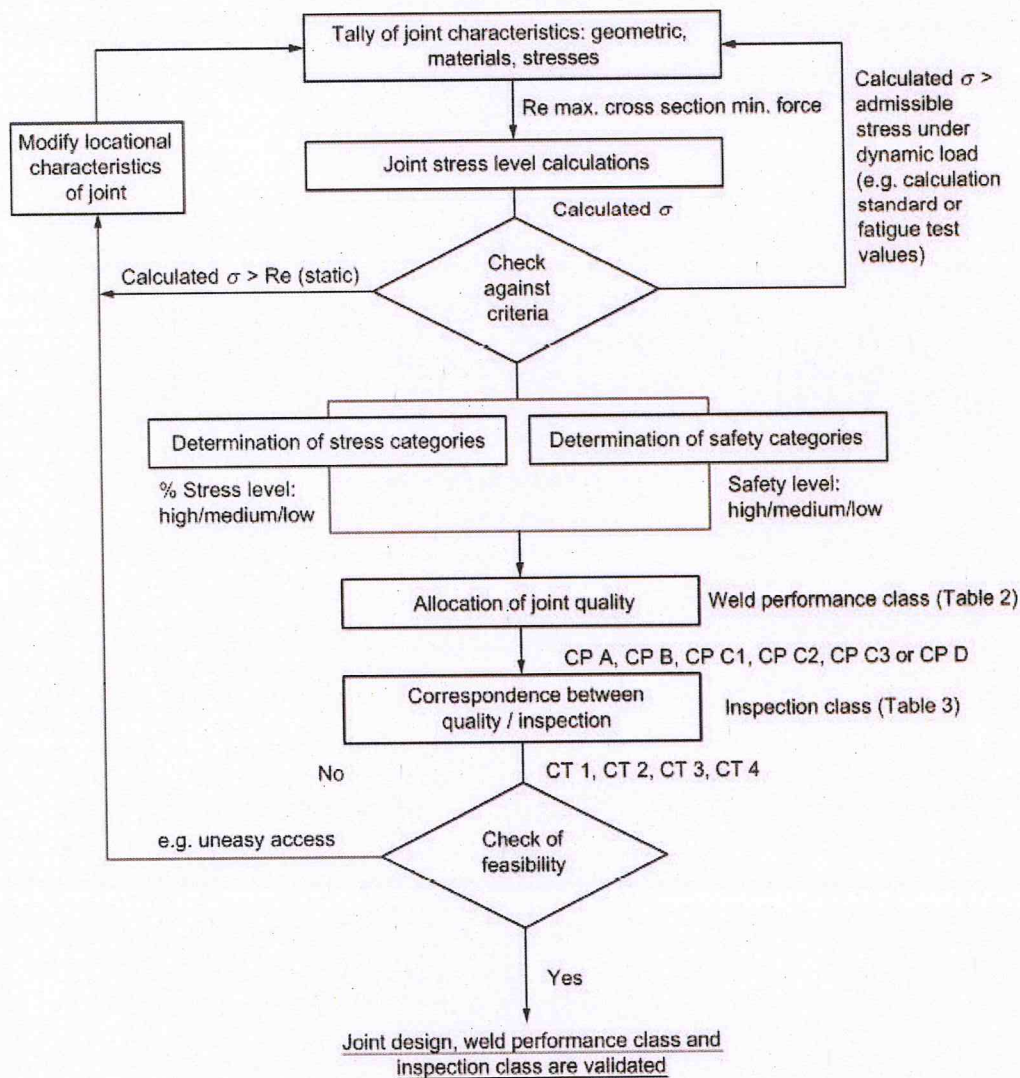 Tally of joint characteristics: geometric,
materials, stresses
Calculated σ >
admissible
stress under
dynamic load
(e.g. calculation
standard or
fatigue test
values)
Re max. cross section min. force
Modify locational
characteristics
of joint
Joint stress level calculations
Calculated σ
Check
against
criteria
Calculated σ > Re (static)
Determination of stress categories
Determination of safety categories
% Stress level:
high/medium/low
Safety level:
high/medium/low
Allocation of joint quality
Weld performance class (Table 2)
CP A, CP B, CP C1, CP C2, CP C3 or CP D
Correspondence between
quality / inspection
Inspection class (Table 3)
No
CT 1, CT 2, CT 3, CT 4
e.g. uneasy access
Check of
feasibility
Yes
Joint design, weld performance class and
inspection class are validated